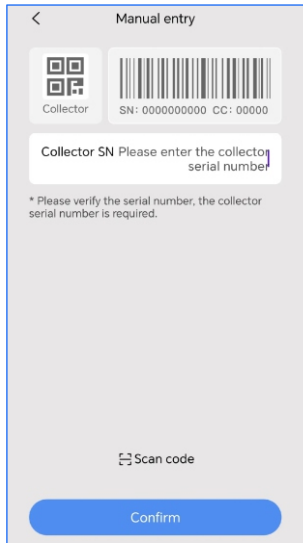 Manual entry
Collector
SN: 0000000000 CC: 00000
Collector SN Please enter the collector
serial number
* Please verify the serial number, the collector
serial number is required.
Scan code
Confirm